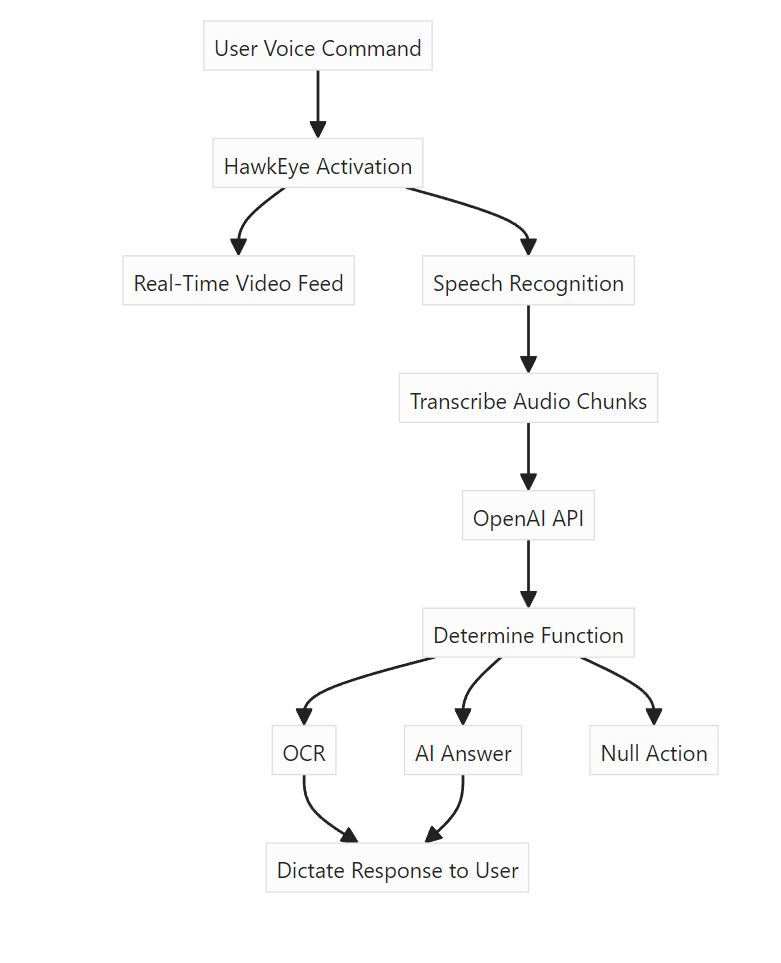 User Voice Command
HawkEye Activation
Real-Time Video Feed
Speech Recognition
Transcribe Audio Chunks
OpenAI API
Determine Function
OCR
AI Answer
Null Action
Dictate Response to User